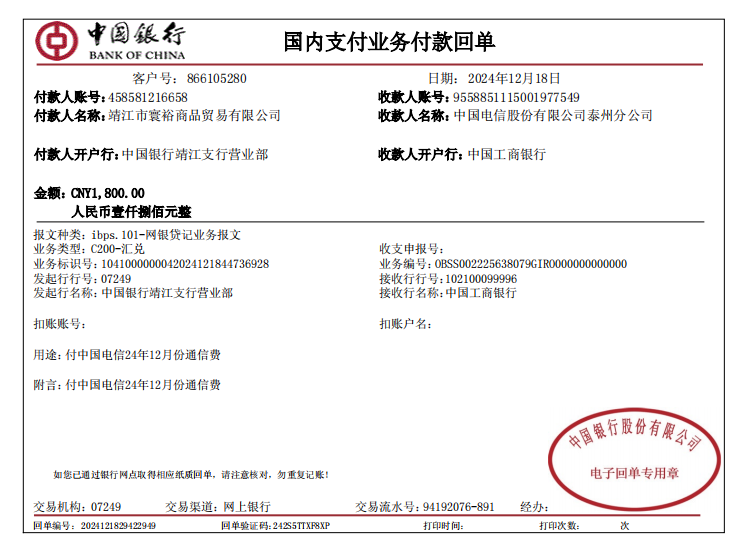 中国银行 国内支付业务付款回单
BANK OF CHINA
客户号: 866105280 日期: 2024年12月18日
付款人账号: 458581216658 收款人账号: 9558851115001977549
付款人名称: 靖江市寰裕商品贸易有限公司 收款人名称: 中国电信股份有限公司泰州分公司
付款人开户行: 中国银行靖江支行营业部 收款人开户行: 中国工商银行
金额: CNY1,800.00
人民币壹仟捌佰元整
报文种类: ibps.101-网银贷记业务报文
业务类型: C200-汇兑 收支申报号:
业务标识号: 1041000000042024121844736928 业务编号: OBSS002225638079GIR0000000000000
发起行行号: 07249 接收行行号: 102100099996
发起行名称: 中国银行靖江支行营业部 接收行名称: 中国工商银行
扣账账号: 扣账户名:
用途: 付中国电信24年12月份通信费
附言: 付中国电信24年12月份通信费
中国银行股份有限公司
电子回单专用章
如您已通过银行网点取得相应纸质回单, 请注意核对, 勿重复记账!
交易机构: 07249 交易渠道: 网上银行 交易流水号: 94192076-891 经办:
回单编号: 2024121829422949 回单验证码: 242S5TTXF8XP 打印时间: 打印次数: 次